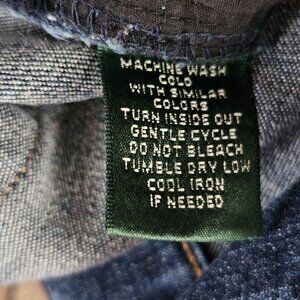 MACHINE WASH
COLD
WITH SIMILAR
COLORS
TURN INSIDE OUT
GENTLE CYCLE
DO NOT BLEACH
TUMBLE DRY LOW
COOL IRON
IF NEEDED